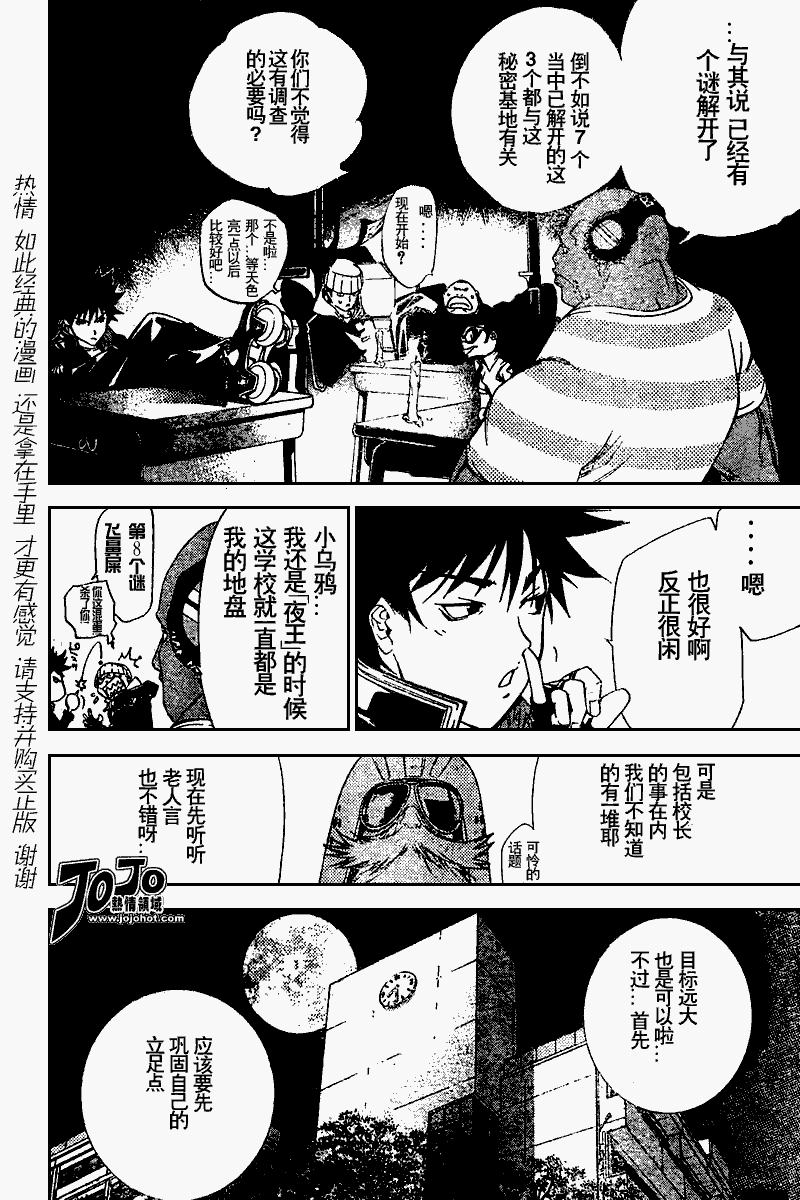 …
与其说 已经有
个谜解开了
倒不如说7个
当中已解开的这
3个都与这
秘密基地有关
你们不觉得
这有调查
的必要吗？
嗯……
现在开始？
不是啦…
那个…等天色
亮点以后
比较好吧…
……嗯
也很好啊
反正很闲
小乌鸦…
我还是「夜王」的时候
这学校就一直都是
我的地盘
第8个谜
飞鼻屎
你这混蛋
杀了你！
可是
包括校长
的事在内
我们不知道
的有一堆耶
可怜的
话题
现在先听听
老人言
也不错呀…
目标远大
也是可以啦…
不过…首先
应该要先
巩固自己的
立足点
热情 如此经典的漫画 还是拿在手里 才更有感觉 请支持并购买正版 谢谢
JOJO
熱情領域
www.jojohot.com